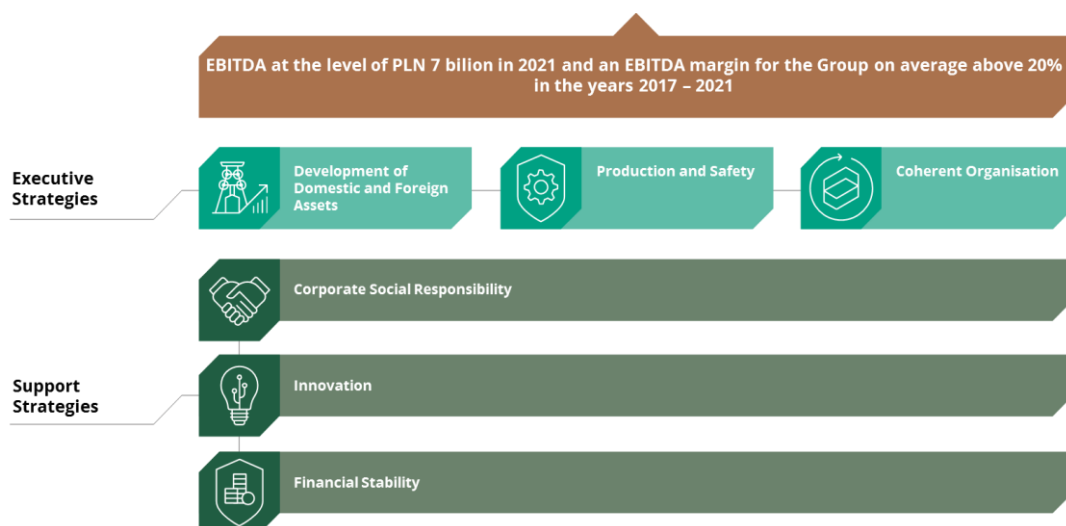 EBITDA at the level of PLN 7 bilion in 2021 and an EBITDA margin for the Group on average above 20%
in the years 2017 – 2021
Executive
Strategies
Development of
Domestic and Foreign
Assets
Production and Safety
Coherent Organisation
Corporate Social Responsibility
Support
Strategies
Innovation
Financial Stability